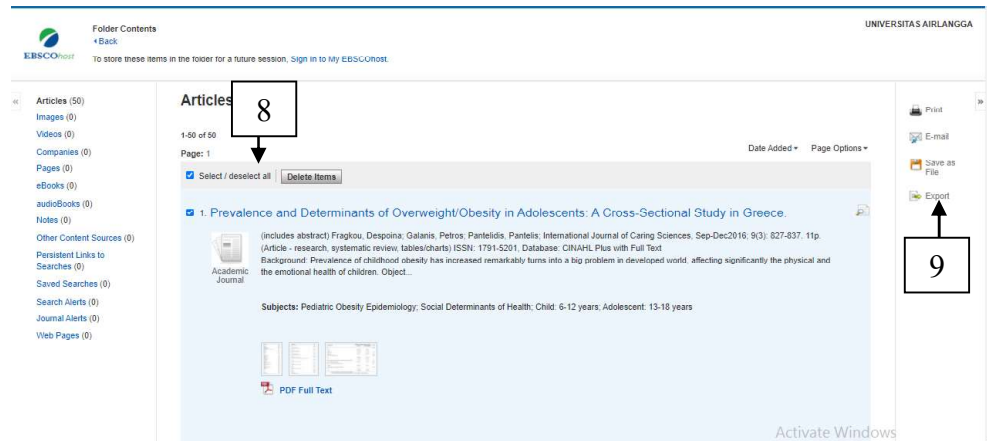 Folder Contents
Back
UNIVERSITAS AIRLANGGA
EBSCOhost
To store these items in the folder for a future session, Sign In to My EBSCOhost.
«
Articles (50)
Images (0)
Videos (0)
Companies (0)
Pages (0)
eBooks (0)
audioBooks (0)
Notes (0)
Other Content Sources (0)
Persistent Links to
Searches (0)
Saved Searches (0)
Search Alerts (0)
Journal Alerts (0)
Web Pages (0)
Articles
8
1-50 of 50
Page: 1
Date Added Page Options
Select / deselect all Delete Items
1. Prevalence and Determinants of Overweight/Obesity in Adolescents: A Cross-Sectional Study in Greece.
Academic
Journal
(includes abstract) Fragkou, Despoina; Galanis, Petros; Pantelidis, Pantelis; International Journal of Caring Sciences, Sep-Dec2016; 9(3): 827-837. 11p.
(Article - research, systematic review, tables/charts) ISSN: 1791-5201, Database: CINAHL Plus with Full Text
Background: Prevalence of childhood obesity has increased remarkably turns into a big problem in developed world, affecting significantly the physical and
the emotional health of children. Object...
Subjects: Pediatric Obesity Epidemiology; Social Determinants of Health; Child: 6-12 years; Adolescent: 13-18 years
PDF Full Text
»
Print
E-mail
Save as
File
Export
9
Activate Windows